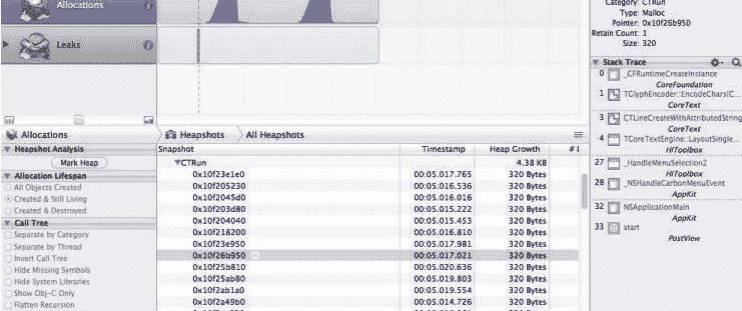 Allocations
Leaks
Category: CTRun
Type: Malloc
Pointer: 0x10f26b950
Retain Count: 1
Size: 320
Stack Trace
0 _CFRuntimeCreateInstance
CoreFoundation
1 TGlyphEncoder::EncodeChars(C...
CoreText
3 CTLineCreateWithAttributedString
CoreText
4 TCoreTextEngine::LayoutSingle...
HIToolbox
27 _HandleMenuSelection2
HIToolbox
28 _NSHandleCarbonMenuEvent
AppKit
32 NSApplicationMain
AppKit
33 start
PostView
Allocations Heapshots All Heapshots
Heapshot Analysis
Mark Heap
Allocation Lifespan
All Objects Created
Created & Still Living
Created & Destroyed
Call Tree
Separate by Category
Separate by Thread
Invert Call Tree
Hide Missing Symbols
Hide System Libraries
Show Obj-C Only
Flatten Recursion
Snapshot Timestamp Heap Growth
CTRun 4.38 KB
0x10f23e1e0 00:05.017.765 320 Bytes
0x10f205230 00:05.016.536 320 Bytes
0x10f2045d0 00:05.016.016 320 Bytes
0x10f203d80 00:05.015.222 320 Bytes
0x10f204040 00:05.015.453 320 Bytes
0x10f218200 00:05.016.810 320 Bytes
0x10f23e950 00:05.017.981 320 Bytes
0x10f26b950 00:05.017.021 320 Bytes
0x10f25b810 00:05.020.636 320 Bytes
0x10f25ab80 00:05.019.803 320 Bytes
0x10f2ab1a0 00:05.019.554 320 Bytes
0x10f2a49b0 00:05.014.726 320 Bytes